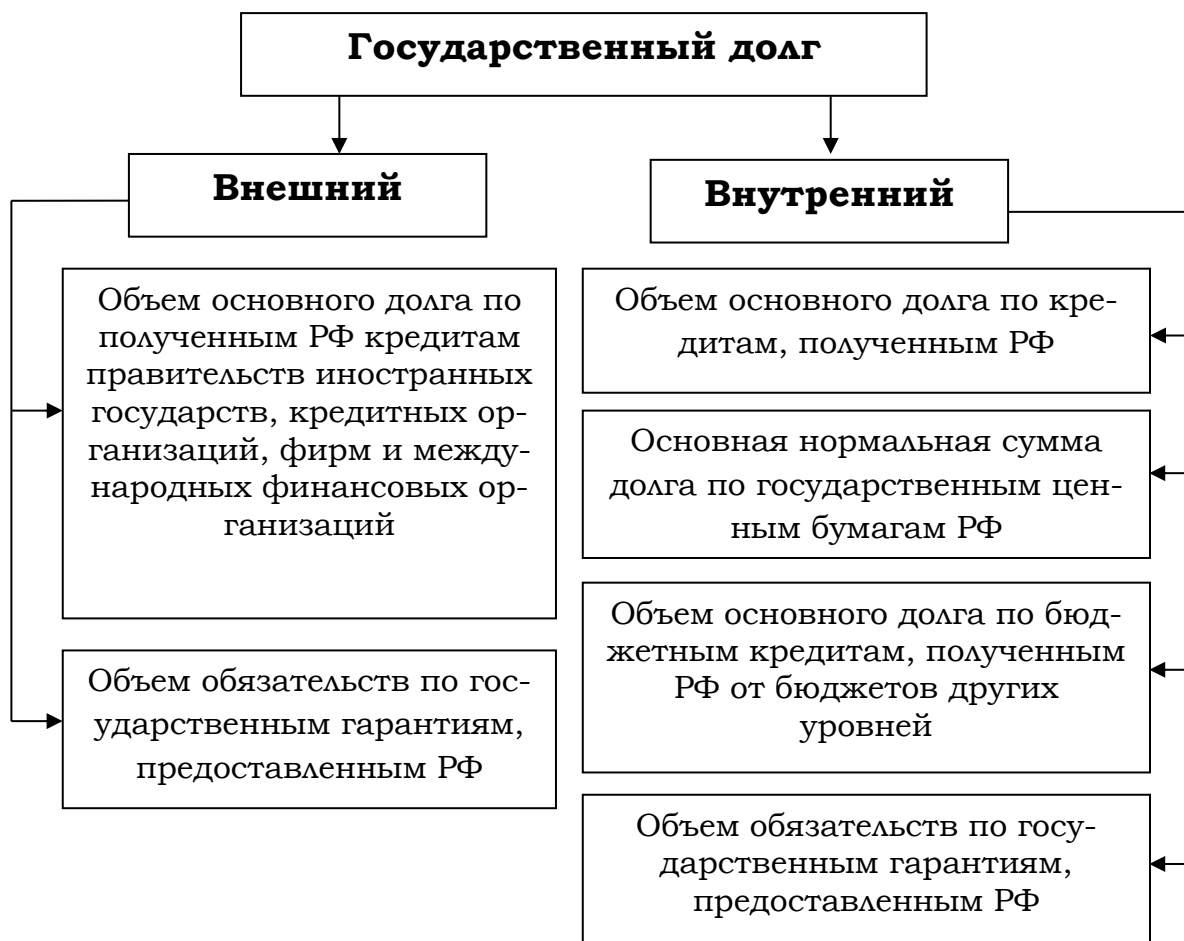 Государственный долг
Внешний
Объем основного долга по
полученным РФ кредитам
правительств иностранных
государств, кредитных ор-
ганизаций, фирм и между-
народных финансовых ор-
ганизаций
Объем обязательств по гос-
ударственным гарантиям,
предоставленным РФ
Внутренний
Объем основного долга по кре-
дитам, полученным РФ
Основная нормальная сумма
долга по государственным цен-
ным бумагам РФ
Объем основного долга по бюд-
жетным кредитам, полученным
РФ от бюджетов других
уровней
Объем обязательств по госу-
дарственным гарантиям,
предоставленным РФ